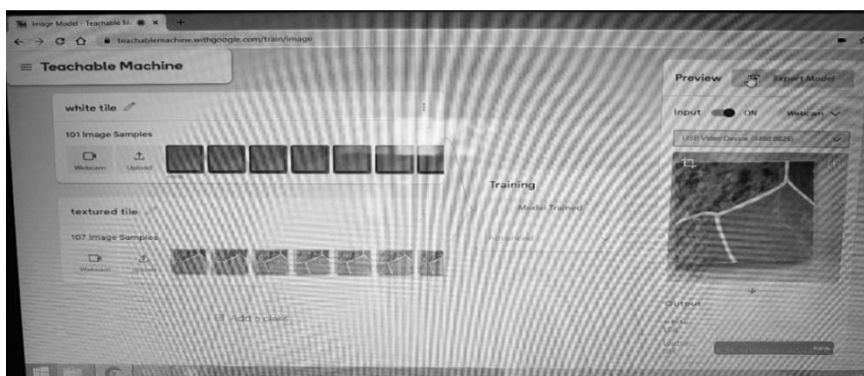 Image Model - Teachable M
teachablemachine.withgoogle.com/train/image
Teachable Machine
white tile
101 Image Samples
Webcam
Upload
textured tile
107 Image Samples
Webcam
Upload
Add a class
Training
Model Trained
Advanced
Preview
Export Model
Input ON Webcam
USB Video Device
Output